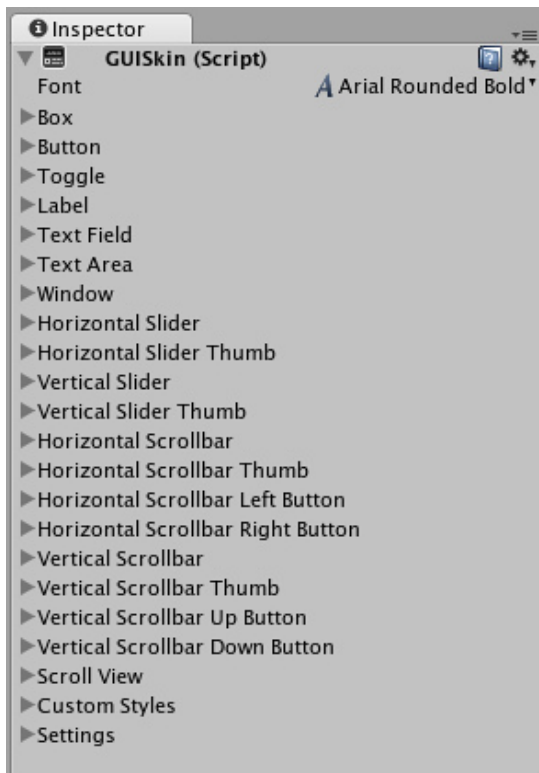 Inspector
GUISkin (Script)
Font Arial Rounded Bold
Box
Button
Toggle
Label
Text Field
Text Area
Window
Horizontal Slider
Horizontal Slider Thumb
Vertical Slider
Vertical Slider Thumb
Horizontal Scrollbar
Horizontal Scrollbar Thumb
Horizontal Scrollbar Left Button
Horizontal Scrollbar Right Button
Vertical Scrollbar
Vertical Scrollbar Thumb
Vertical Scrollbar Up Button
Vertical Scrollbar Down Button
Scroll View
Custom Styles
Settings